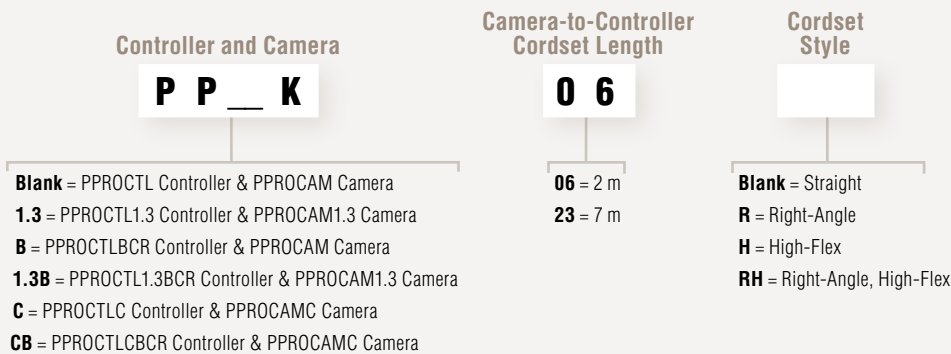 Controller and Camera
Camera-to-Controller
Cordset Length
Cordset
Style
P P__ K
0 6
Blank = PPROCTL Controller & PPROCAM Camera
1.3 = PPROCTL1.3 Controller & PPROCAM1.3 Camera
B = PPROCTLBCR Controller & PPROCAM Camera
1.3B = PPROCTL1.3BCR Controller & PPROCAM1.3 Camera
C = PPROCTLC Controller & PPROCAMC Camera
CB = PPROCTLCBCR Controller & PPROCAMC Camera
06 = 2 m
23 = 7 m
Blank = Straight
R = Right-Angle
H = High-Flex
RH = Right-Angle, High-Flex